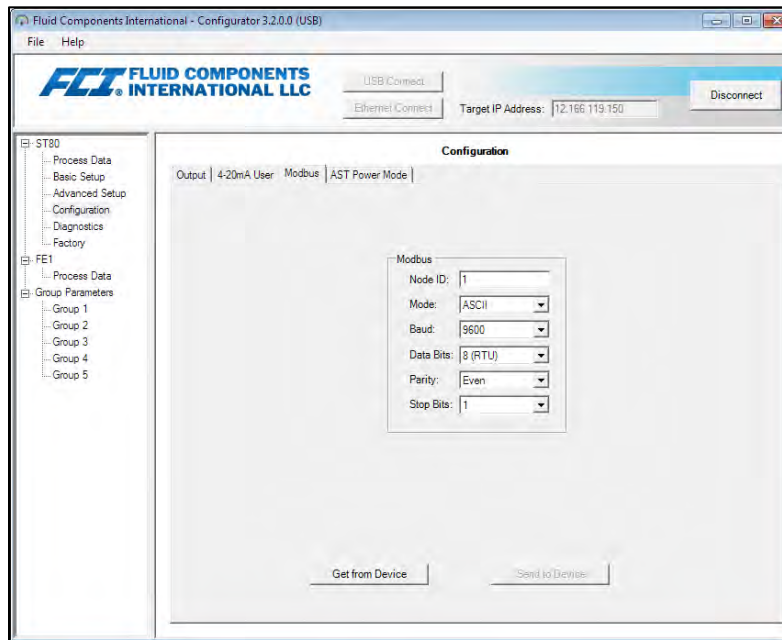 Fluid Components International - Configurator 3.2.0.0 (USB)
File Help
FCI. FLUID COMPONENTS
INTERNATIONAL LLC
USB Connect
Ethernet Connect Target IP Address: 12.166.119.150
Disconnect
ST80
Process Data
Basic Setup
Advanced Setup
Configuration
Diagnostics
Factory
FE1
Process Data
Group Parameters
Group 1
Group 2
Group 3
Group 4
Group 5
Configuration
Output 4-20mA User Modbus AST Power Mode
Modbus
Node ID: 1
Mode: ASCII
Baud: 9600
Data Bits: 8 (RTU)
Parity: Even
Stop Bits: 1
Get from Device Send to Device